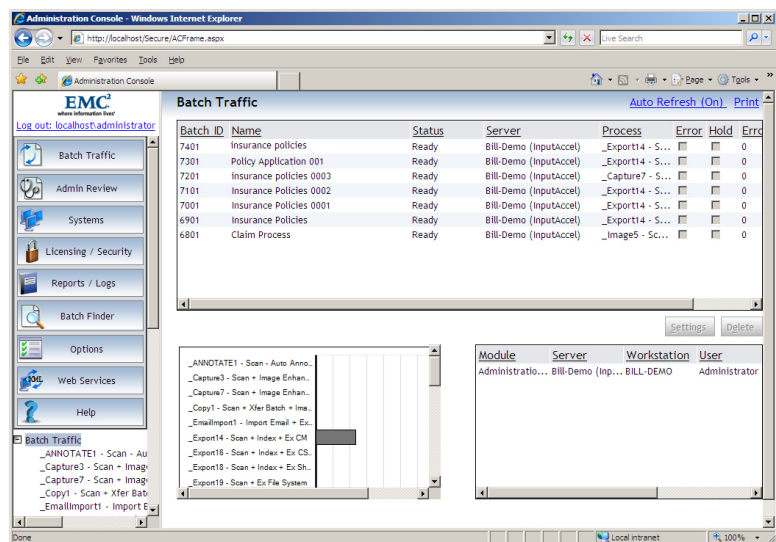 Administration Console - Windows Internet Explorer
http://localhost/Secure/ACFrame.aspx
Live Search
File Edit View Favorites Tools Help
Administration Console
Page Tools
EMC²
where information lives®
Log out: localhost\administrator
Batch Traffic
Admin Review
Systems
Licensing / Security
Reports / Logs
Batch Finder
Options
Web Services
Help
Batch Traffic
_ANNOTATE1 - Scan - Au
_Capture3 - Scan + Imag
_Capture7 - Scan + Imag
_Copy1 - Scan + Xfer Bat
_EmailImport1 - Import E
Batch Traffic Auto Refresh (On) Print
Batch ID Name Status Server Process Error Hold Erro
7401 insurance policies Ready Bill-Demo (InputAccel) _Export14 - S... 0
7301 Policy Application 001 Ready Bill-Demo (InputAccel) _Export14 - S... 0
7201 insurance policies 0003 Ready Bill-Demo (InputAccel) _Capture7 - S... 0
7101 Insurance Policies 0002 Ready Bill-Demo (InputAccel) _Export14 - S... 0
7001 Insurance Policies 0001 Ready Bill-Demo (InputAccel) _Export14 - S... 0
6901 Insurance Policies Ready Bill-Demo (InputAccel) _Export14 - S... 0
6801 Claim Process Ready Bill-Demo (InputAccel) _Image5 - Sc... 0
Settings Delete
_ANNOTATE1 - Scan - Auto Anno...
_Capture3 - Scan + Image Enhan...
_Capture7 - Scan + Image Enhan...
_Copy1 - Scan + Xfer Batch + Ima...
_EmailImport1 - Import Email + Ex...
_Export14 - Scan + Index + Ex CM
_Export16 - Scan + Index + Ex CS...
_Export18 - Scan + Index + Ex Sh...
_Export19 - Scan + Ex File System
Module Server Workstation User
Administratio... Bill-Demo (Inp... BILL-DEMO Administrator
Done
Local intranet
100%